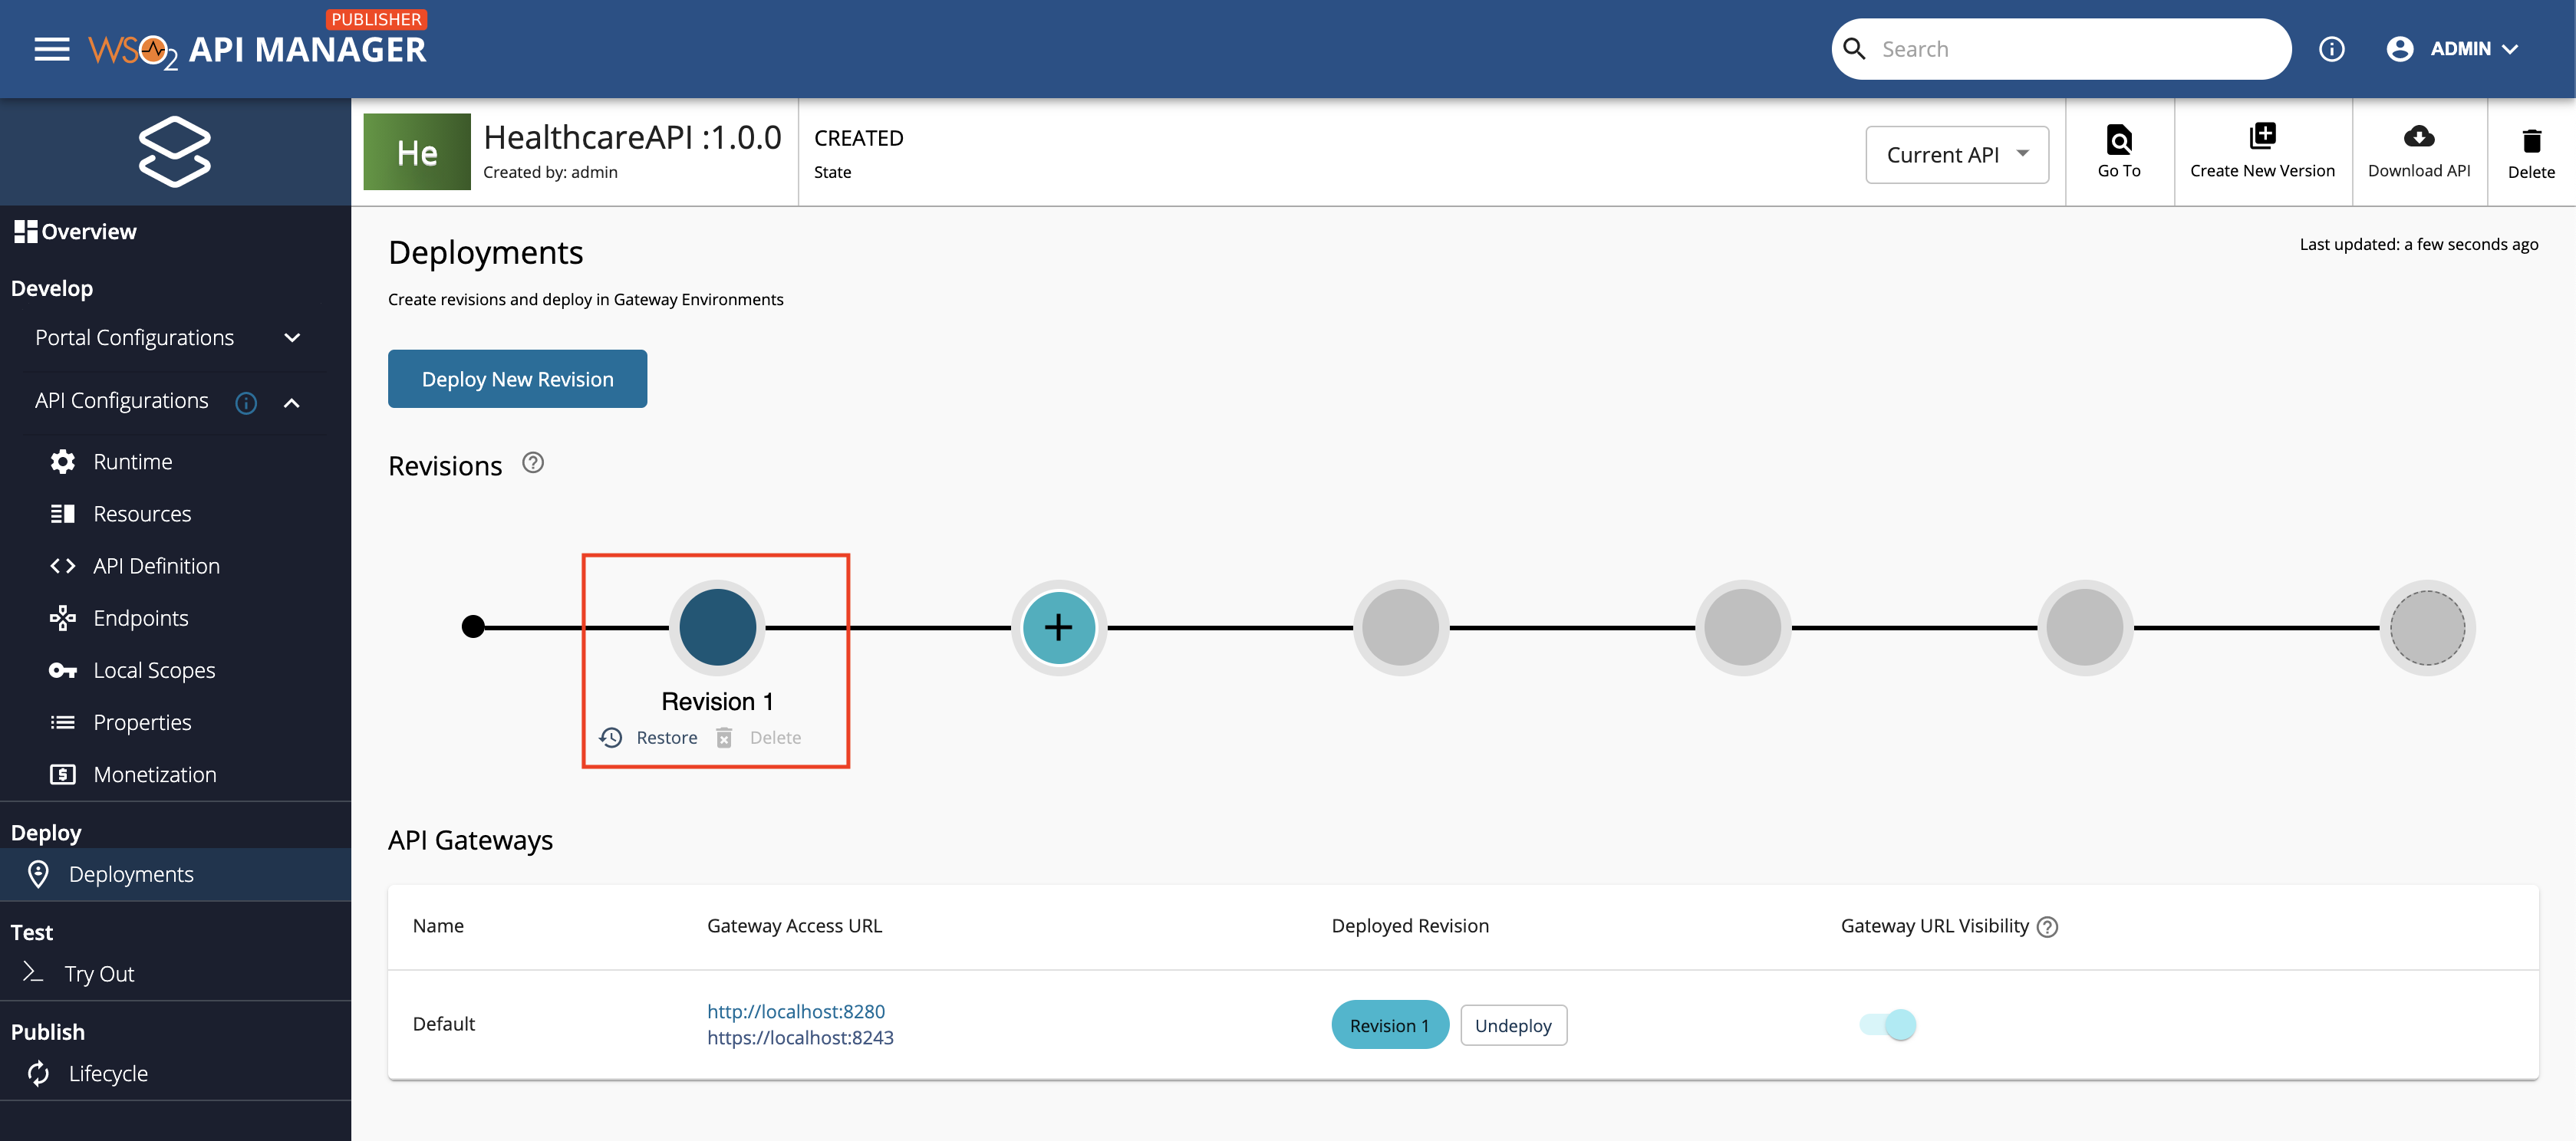 PUBLISHER
WSO2 API MANAGER
Search
ADMIN
He
HealthcareAPI :1.0.0
Created by: admin
CREATED
State
Current API
Go To
Create New Version
Download API
Delete
Overview
Develop
Portal Configurations
API Configurations
Runtime
Resources
API Definition
Endpoints
Local Scopes
Properties
Monetization
Deploy
Deployments
Test
Try Out
Publish
Lifecycle
Deployments
Last updated: a few seconds ago
Create revisions and deploy in Gateway Environments
Deploy New Revision
Revisions
Revision 1
Restore Delete
API Gateways
Name Gateway Access URL Deployed Revision Gateway URL Visibility
Default http://localhost:8280 Revision 1 Undeploy
https://localhost:8243